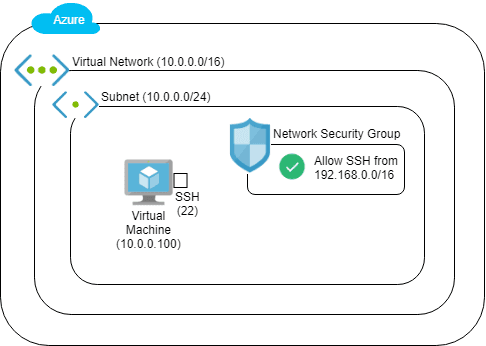 Azure
Virtual Network (10.0.0.0/16)
Subnet (10.0.0.0/24)
Network Security Group
Allow SSH from
192.168.0.0/16
SSH
(22)
Virtual
Machine
(10.0.0.100)